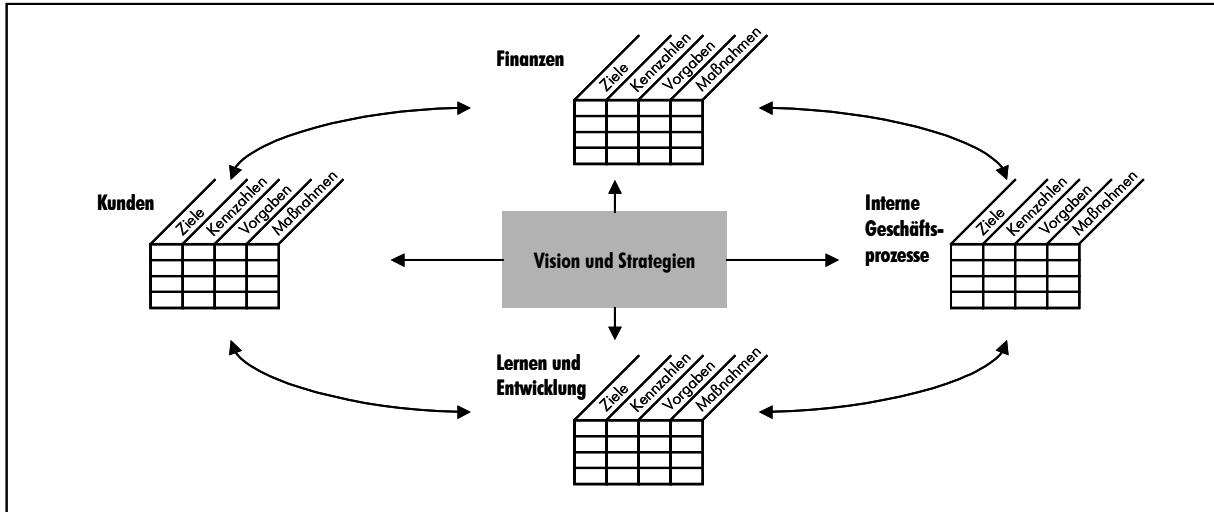 Finanzen
Ziele
Kennzahlen
Vorgaben
Maßnahmen
Kunden
Ziele
Kennzahlen
Vorgaben
Maßnahmen
Vision und Strategien
Interne
Geschäfts-
prozesse
Ziele
Kennzahlen
Vorgaben
Maßnahmen
Lernen und
Entwicklung
Ziele
Kennzahlen
Vorgaben
Maßnahmen